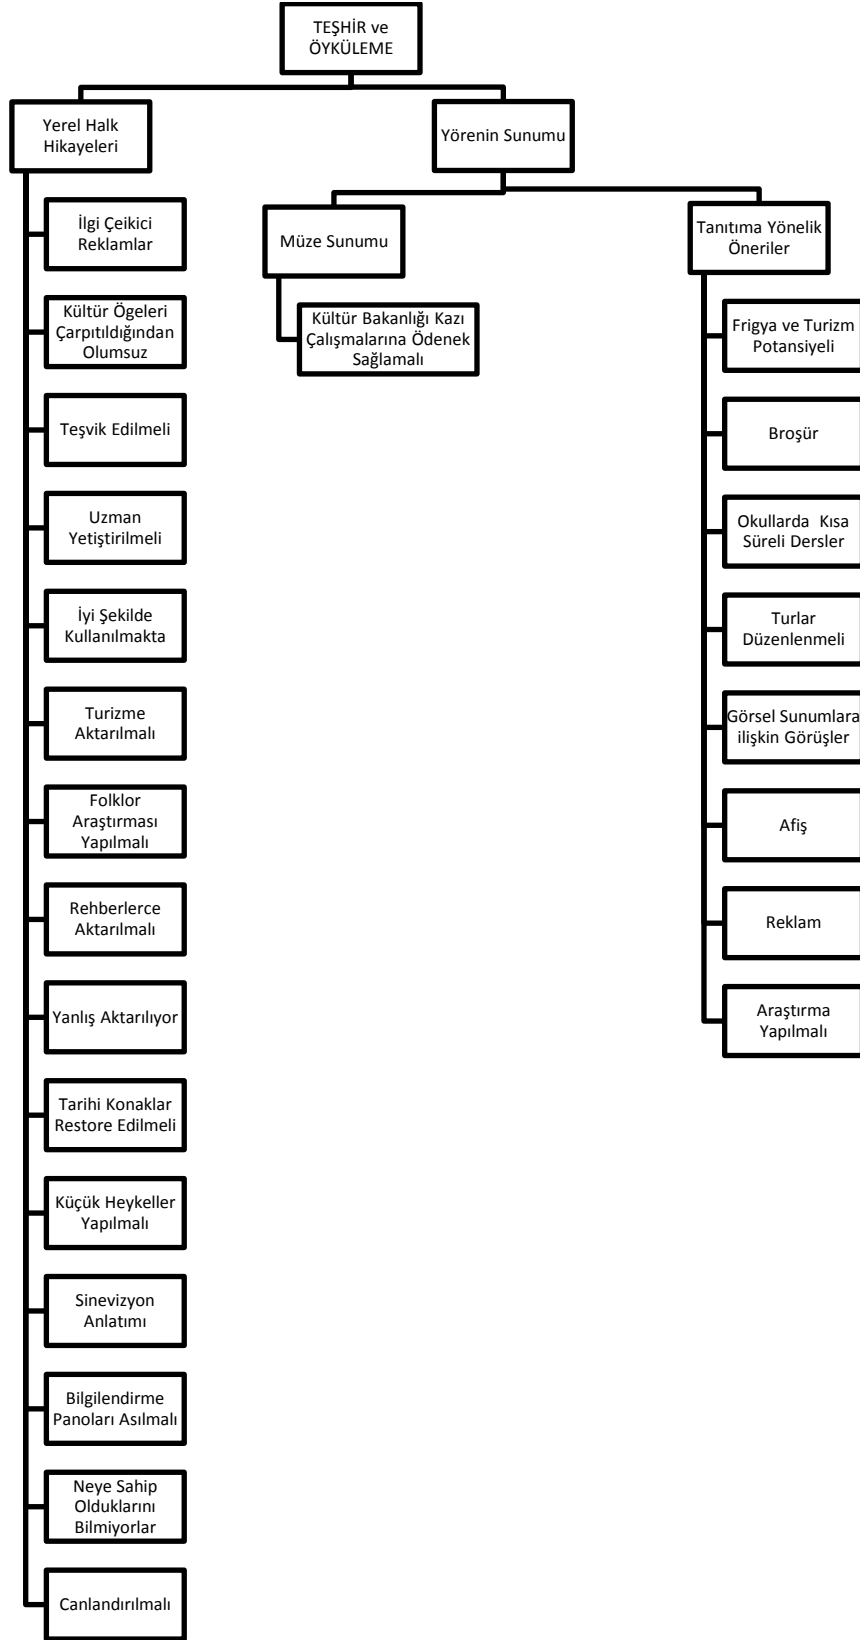 TEŞHİR ve
ÖYKÜLEME
Yerel Halk
Hikayeleri
Yörenin Sunumu
İlgi Çeikici
Reklamlar
Kültür Ögeleri
Çarpıtıldığından
Olumsuz
Teşvik Edilmeli
Uzman
Yetiştirilmeli
İyi Şekilde
Kullanılmakta
Turizme
Aktarılmalı
Folklor
Araştırması
Yapılmalı
Rehberlerce
Aktarılmalı
Yanlış Aktarılıyor
Tarihi Konaklar
Restore Edilmeli
Küçük Heykeller
Yapılmalı
Sinevizyon
Anlatımı
Bilgilendirme
Panoları Asılmalı
Neye Sahip
Olduklarını
Bilmiyorlar
Canlandırılmalı
Müze Sunumu
Kültür Bakanlığı Kazı
Çalışmalarına Ödenek
Sağlamalı
Tanıtıma Yönelik
Öneriler
Frigya ve Turizm
Potansiyeli
Broşür
Okullarda Kısa
Süreli Dersler
Turlar
Düzenlenmeli
Görsel Sunumlara
ilişkin Görüşler
Afiş
Reklam
Araştırma
Yapılmalı